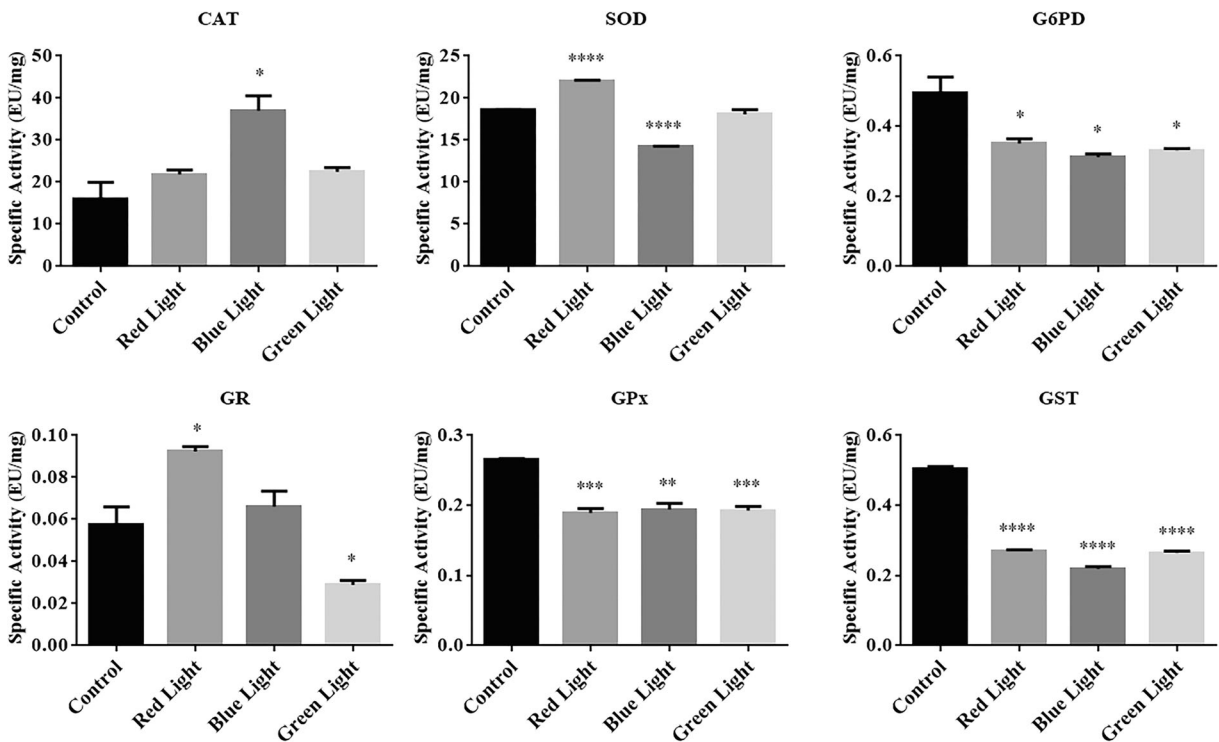 CAT
Specific Activity (EU/mg)
50
40
30
20
10
0
*
Control
Red Light
Blue Light
Green Light
SOD
Specific Activity (EU/mg)
25
20
15
10
5
0
****
****
Control
Red Light
Blue Light
Green Light
G6PD
Specific Activity (EU/mg)
0.6
0.4
0.2
0.0
*
*
*
Control
Red Light
Blue Light
Green Light
GR
Specific Activity (EU/mg)
0.10
0.08
0.06
0.04
0.02
0.00
*
*
Control
Red Light
Blue Light
Green Light
GPx
Specific Activity (EU/mg)
0.3
0.2
0.1
0.0
***
**
***
Control
Red Light
Blue Light
Green Light
GST
Specific Activity (EU/mg)
0.6
0.4
0.2
0.0
****
****
****
Control
Red Light
Blue Light
Green Light